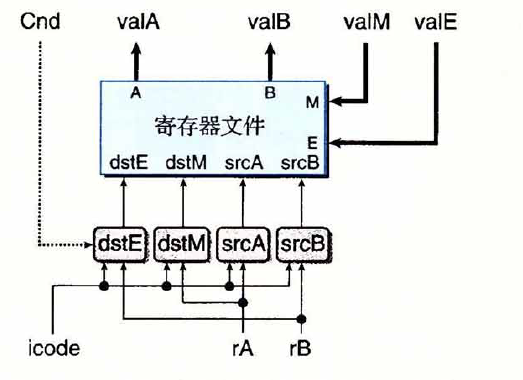 Cnd valA valB valM valE
A B
M
寄存器文件
E
dstE dstM srcA srcB
dstE dstM srcA srcB
icode rA rB